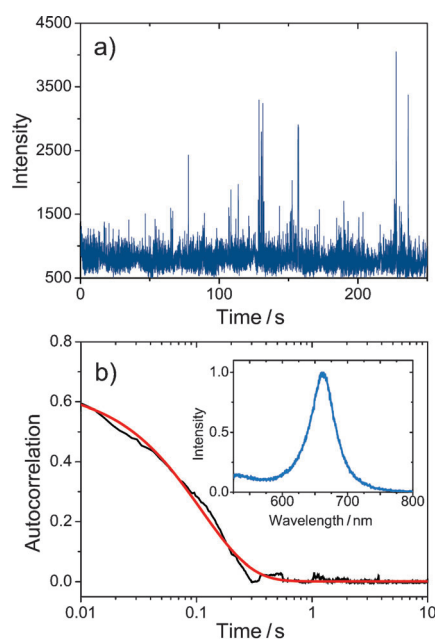 a)
4500
3500
2500
1500
500
Intensity
0 100 200
Time / s
b)
0.8
0.6
0.4
0.2
0.0
Autocorrelation
0.01 0.1 1 10
Time / s
1.0
0.5
0.0
Intensity
600 700 800
Wavelength / nm